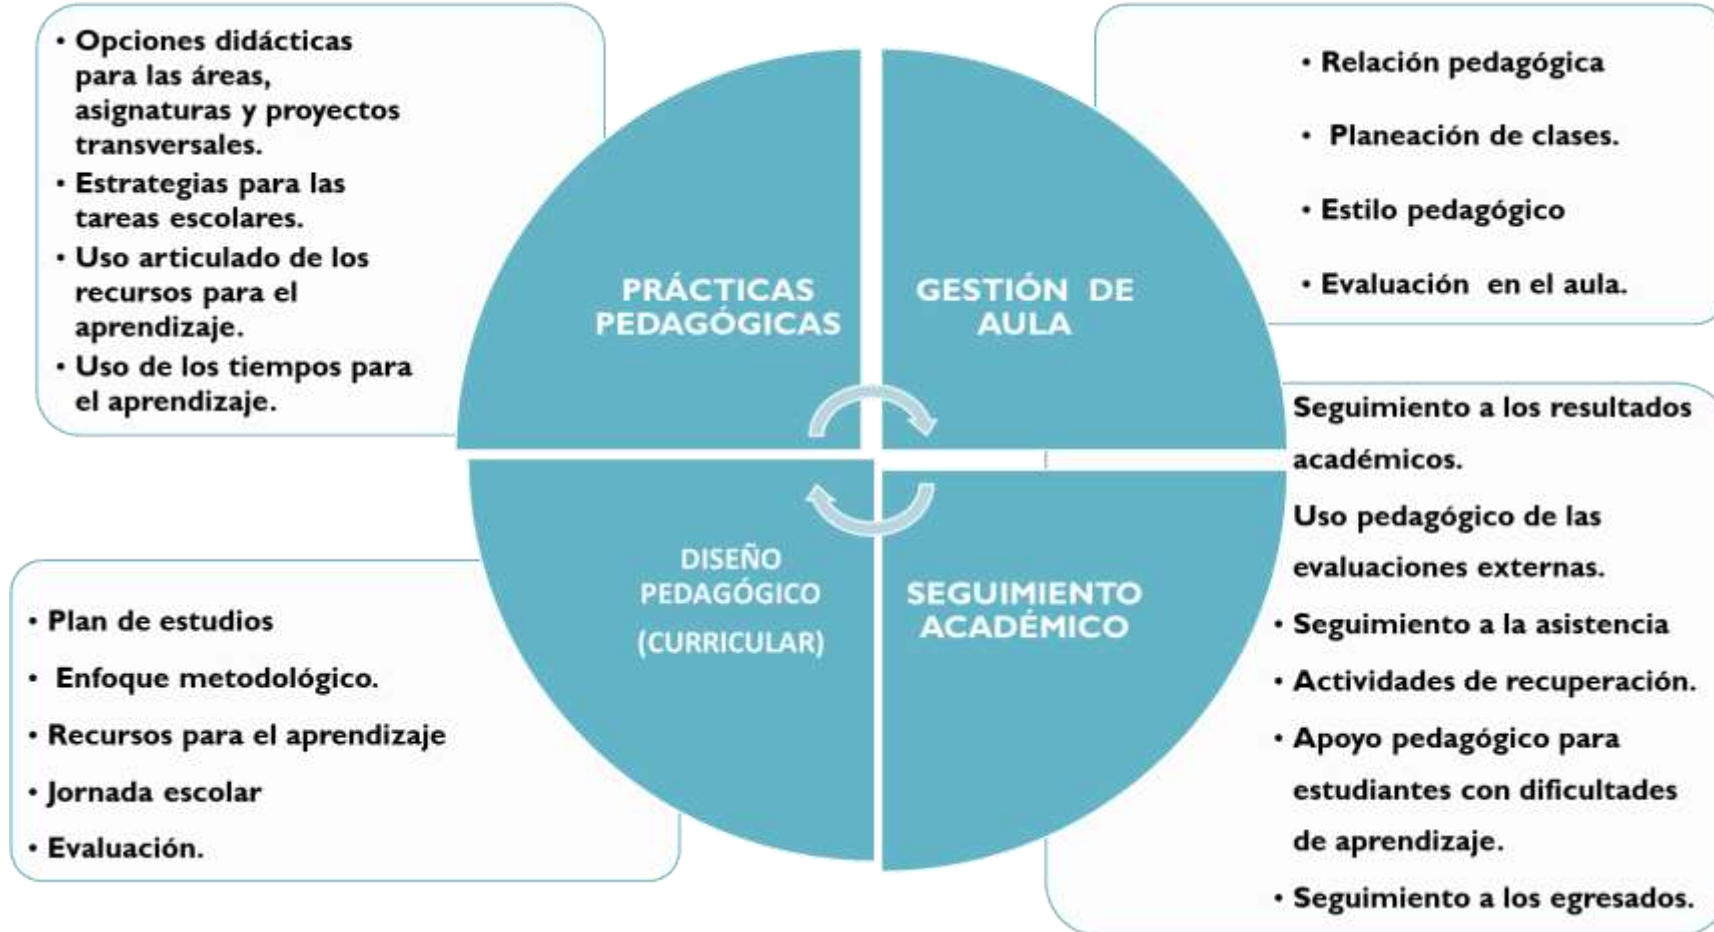 • Opciones didácticas
para las áreas,
asignaturas y proyectos
transversales.
• Estrategias para las
tareas escolares.
• Uso articulado de los
recursos para el
aprendizaje.
• Uso de los tiempos para
el aprendizaje.
PRÁCTICAS
PEDAGÓGICAS
GESTIÓN DE
AULA
• Relación pedagógica
• Planeación de clases.
• Estilo pedagógico
• Evaluación en el aula.
DISEÑO
PEDAGÓGICO
(CURRICULAR)
• Plan de estudios
• Enfoque metodológico.
• Recursos para el aprendizaje
• Jornada escolar
• Evaluación.
SEGUIMIENTO
ACADÉMICO
Seguimiento a los resultados
académicos.
Uso pedagógico de las
evaluaciones externas.
• Seguimiento a la asistencia
• Actividades de recuperación.
• Apoyo pedagógico para
estudiantes con dificultades
de aprendizaje.
• Seguimiento a los egresados.